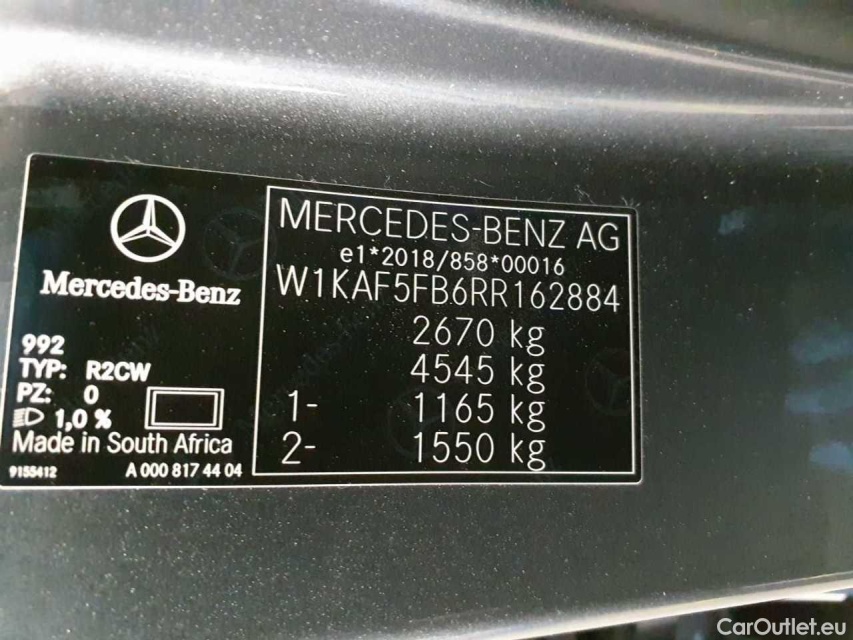 Mercedes-Benz
992
TYP: R2CW
PZ: 0
1,0 %
Made in South Africa
9155412 A 000 817 44 04
MERCEDES-BENZ AG
e1*2018/858*00016
W1KAF5FB6RR162884
2670 kg
4545 kg
1- 1165 kg
2- 1550 kg
CarOutlet.eu